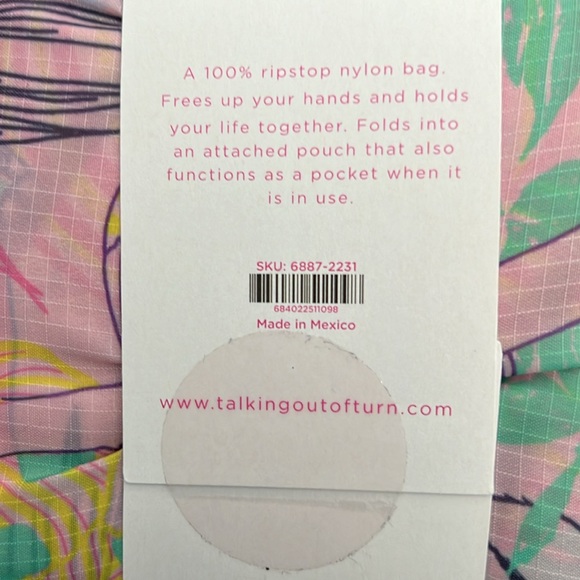 A 100% ripstop nylon bag.
Frees up your hands and holds
your life together. Folds into
an attached pouch that also
functions as a pocket when it
is in use.
SKU: 6887-2231
684022511098
Made in Mexico
www.talkingoutofturn.com